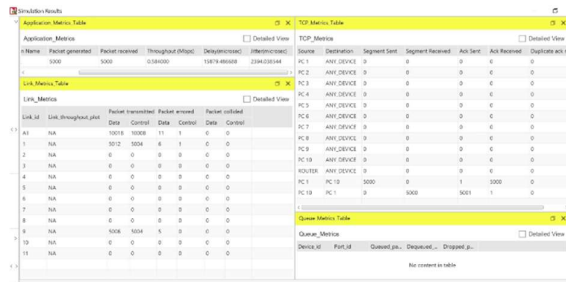 Simulation Results
Application_Metrics_Table
Application_Metrics
Detailed View
n Name Packet generated Packet received Throughput (Mbps) Delay(microsec) Jitter(microsec)
5000 5000 0.584000
Link_Metrics_Table
Link_Metrics
Detailed View
Link_id Link_throughput_plot Packet transmitted Packet errored Packet collided
Data Control Data Control Data Control
All NA 10018 10008 11 1 0 0
1 NA 5012 5004 6 1 0 0
2 NA 0 0 0 0 0 0
3 NA 0 0 0 0 0 0
4 NA 0 0 0 0 0 0
5 NA 0 0 0 0 0 0
6 NA 0 0 0 0 0 0
7 NA 0 0 0 0 0 0
8 NA 0 0 0 0 0 0
9 NA 5006 5004 5 0 0 0
10 NA 0 0 0 0 0 0
11 NA 0 0 0 0 0 0
TCP_Metrics_Table
TCP_Metrics
Detailed View
Source Destination Segment Sent Segment Received Ack Sent Ack Received Duplicate ack
PC 1 ANY_DEVICE 0 0 0 0 0
PC 2 ANY_DEVICE 0 0 0 0 0
PC 3 ANY_DEVICE 0 0 0 0 0
PC 4 ANY_DEVICE 0 0 0 0 0
PC 5 ANY_DEVICE 0 0 0 0 0
PC 6 ANY_DEVICE 0 0 0 0 0
PC 7 ANY_DEVICE 0 0 0 0 0
PC 8 ANY_DEVICE 0 0 0 0 0
PC 9 ANY_DEVICE 0 0 0 0 0
PC 10 ANY_DEVICE 0 0 0 0 0
ROUTER ANY_DEVICE 0 0 0 0 0
PC 1 PC 10 5000 0 1 5000 0
PC 10 PC 1 0 5000 5001 1 0
Queue_Metrics_Table
Queue_Metrics
Detailed View
Device_id Port_id Queued_pa... Dequeued_... Dropped_p...
No content in table